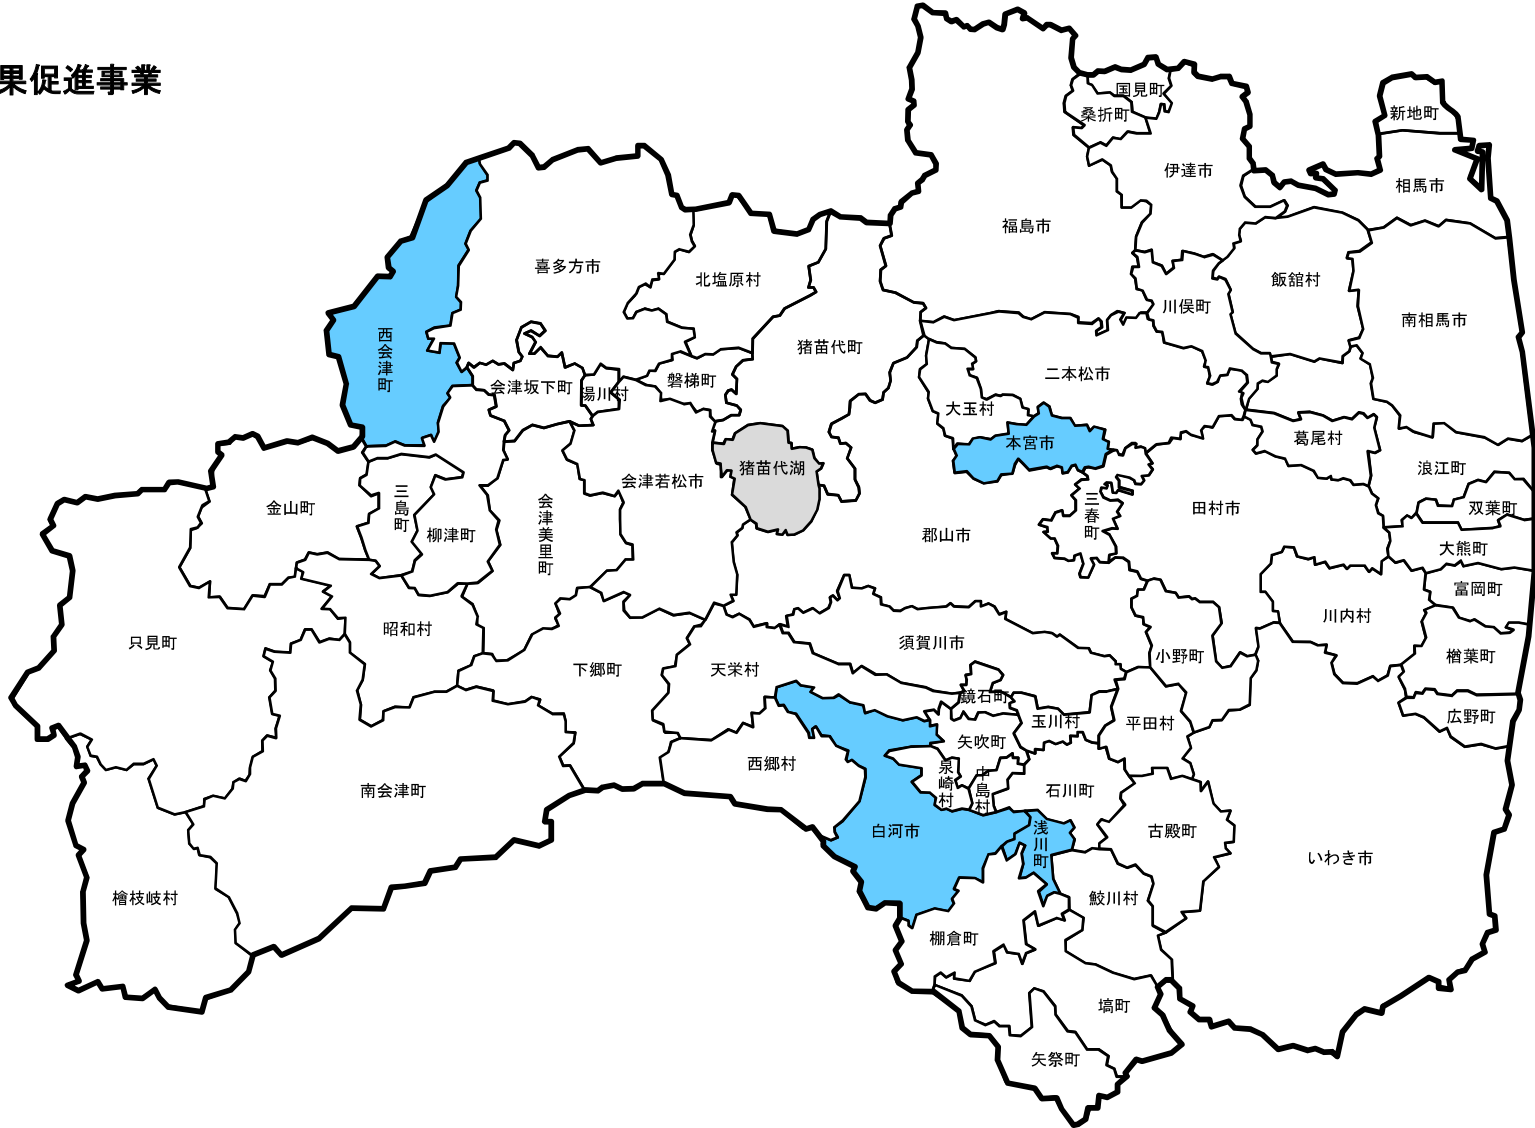 果促進事業
国見町
桑折町
新地町
伊達市
相馬市
福島市
喜多方市
北塩原村
飯舘村
川俣町
南相馬市
西会津町
猪苗代町
二本松市
会津坂下町
湯川村
磐梯町
大玉村
本宮市
葛尾村
浪江町
猪苗代湖
会津若松市
金山町
三島町
柳津町
会津美里町
郡山市
三春町
田村市
双葉町
大熊町
富岡町
川内村
只見町
昭和村
下郷町
天栄村
須賀川市
小野町
楢葉町
鏡石町
玉川村
平田村
広野町
矢吹町
西郷村
泉崎村
中島村
石川町
南会津町
白河市
浅川町
古殿町
いわき市
檜枝岐村
鮫川村
棚倉町
塙町
矢祭町